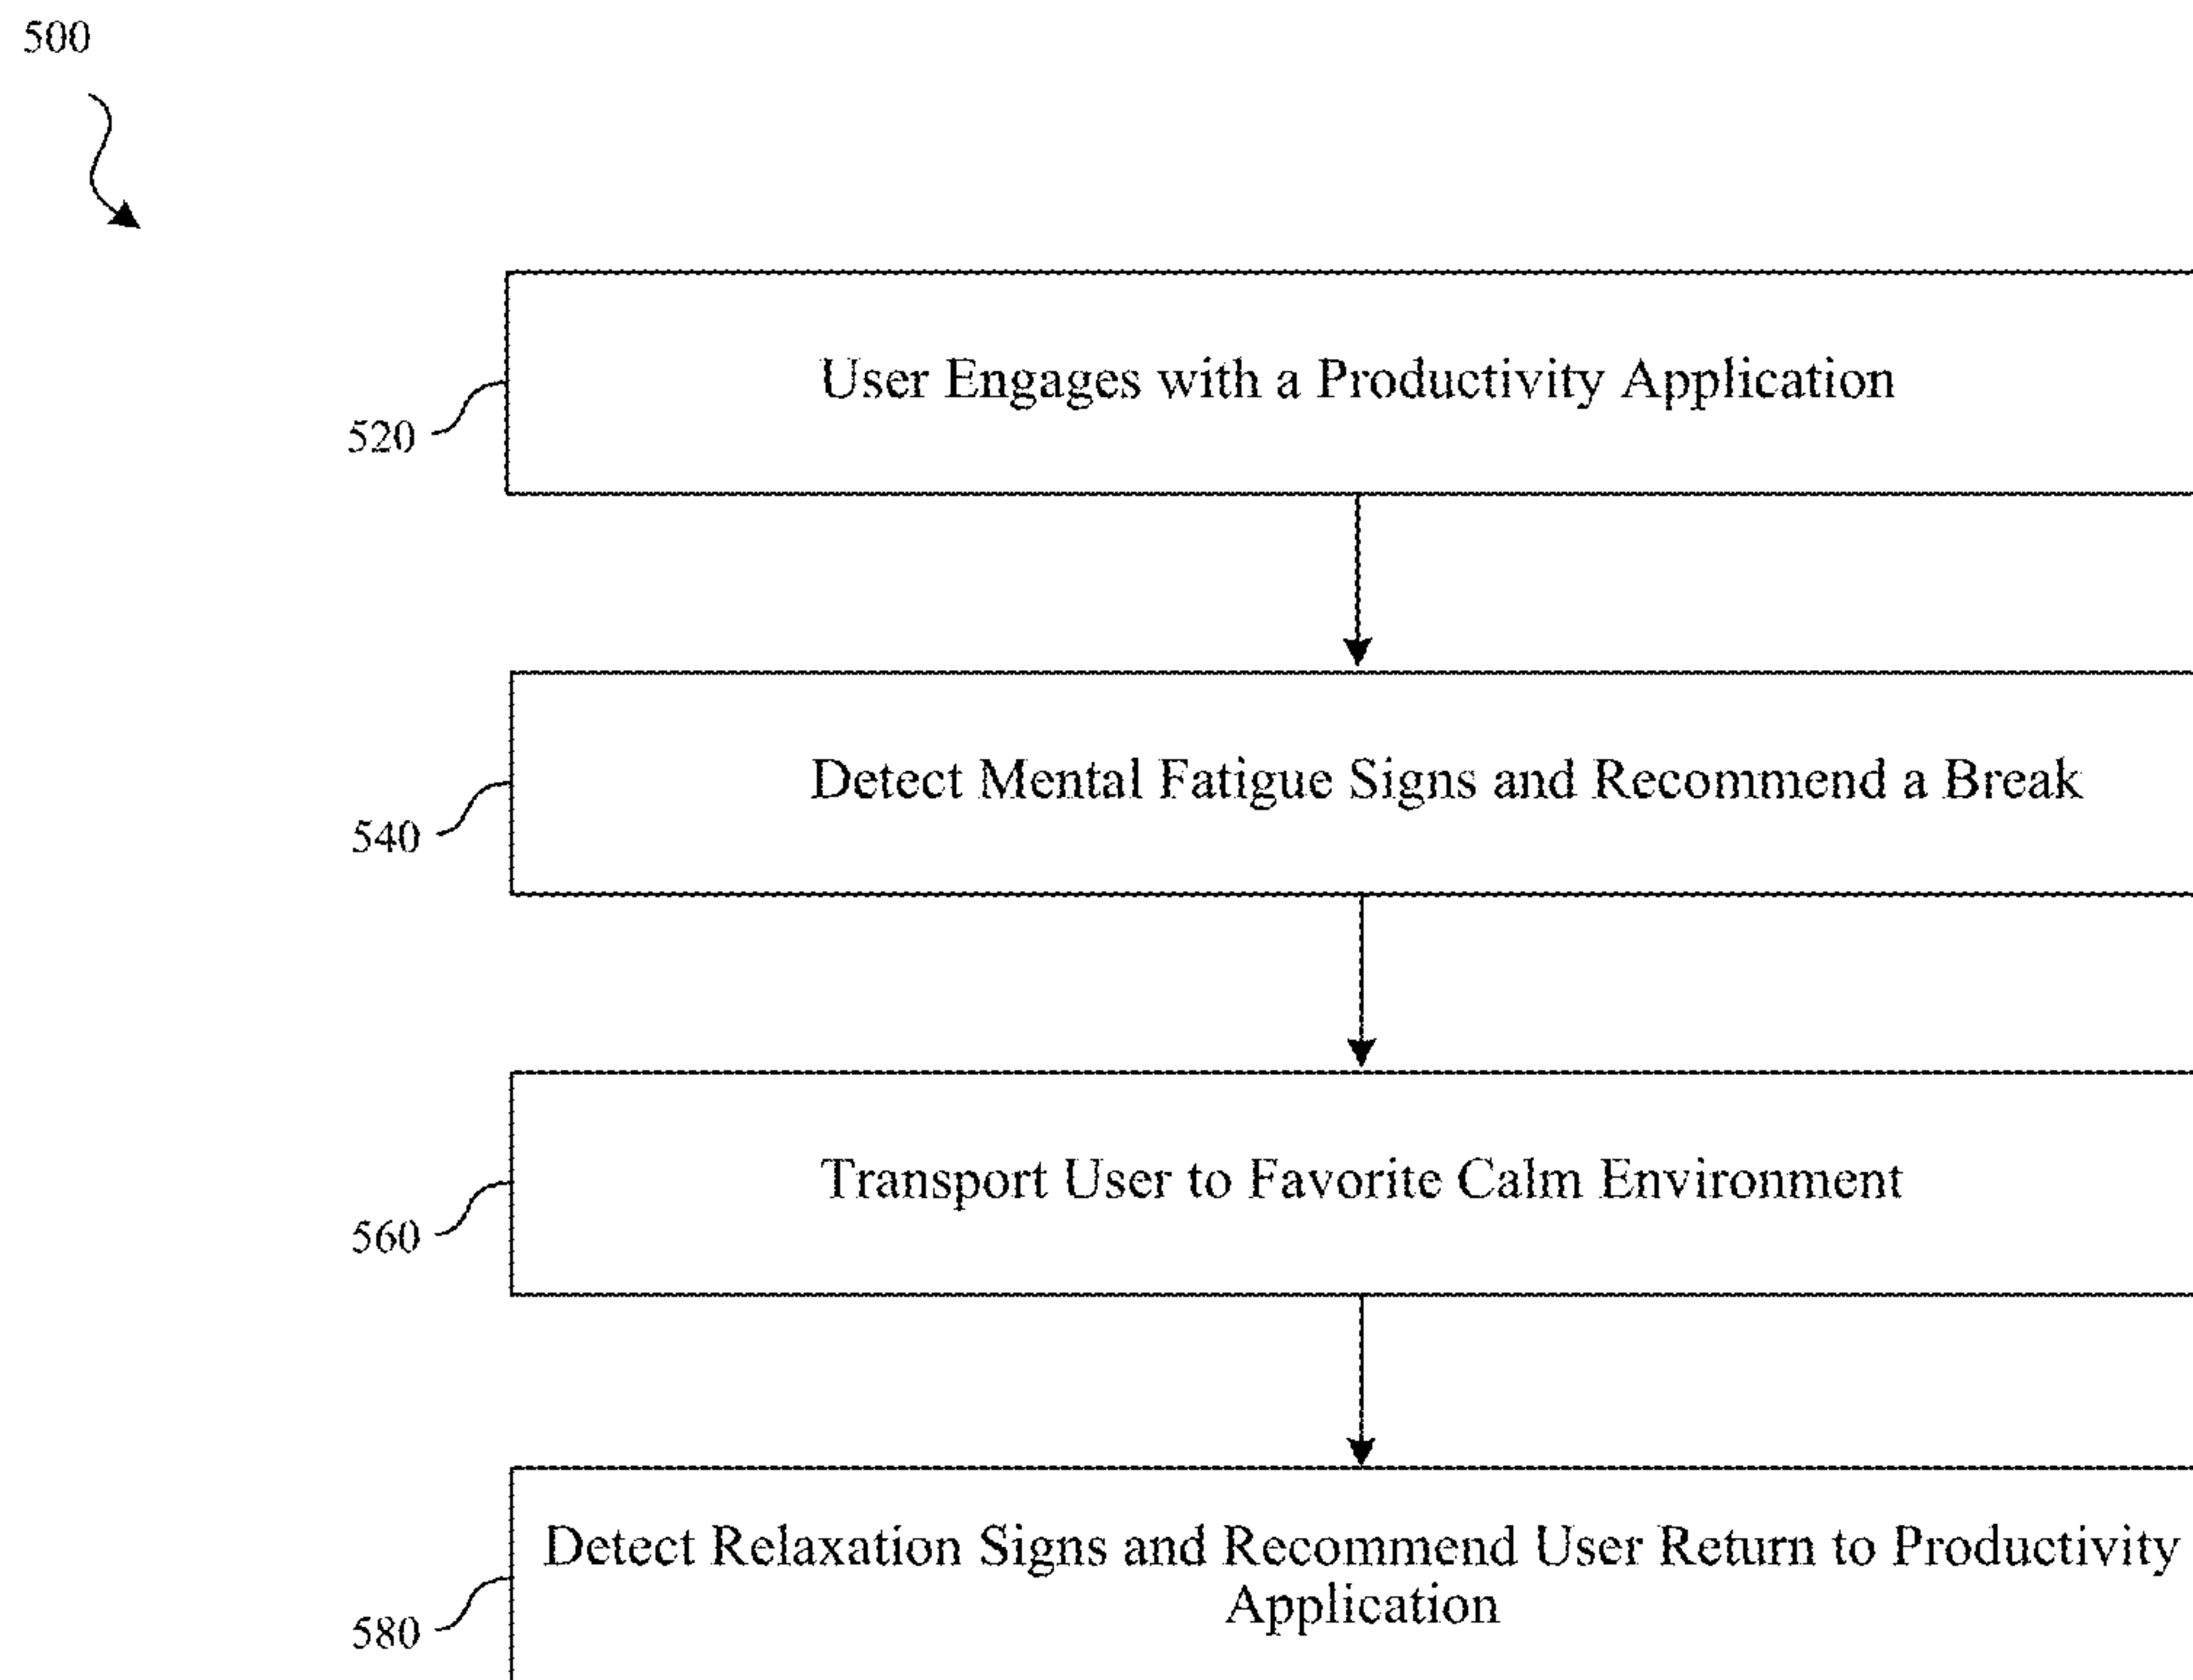 500
User Engages with a Productivity Application
520
Detect Mental Fatigue Signs and Recommend a Break
540
Transport User to Favorite Calm Environment
560
Detect Relaxation Signs and Recommend User Return to Productivity
Application
580